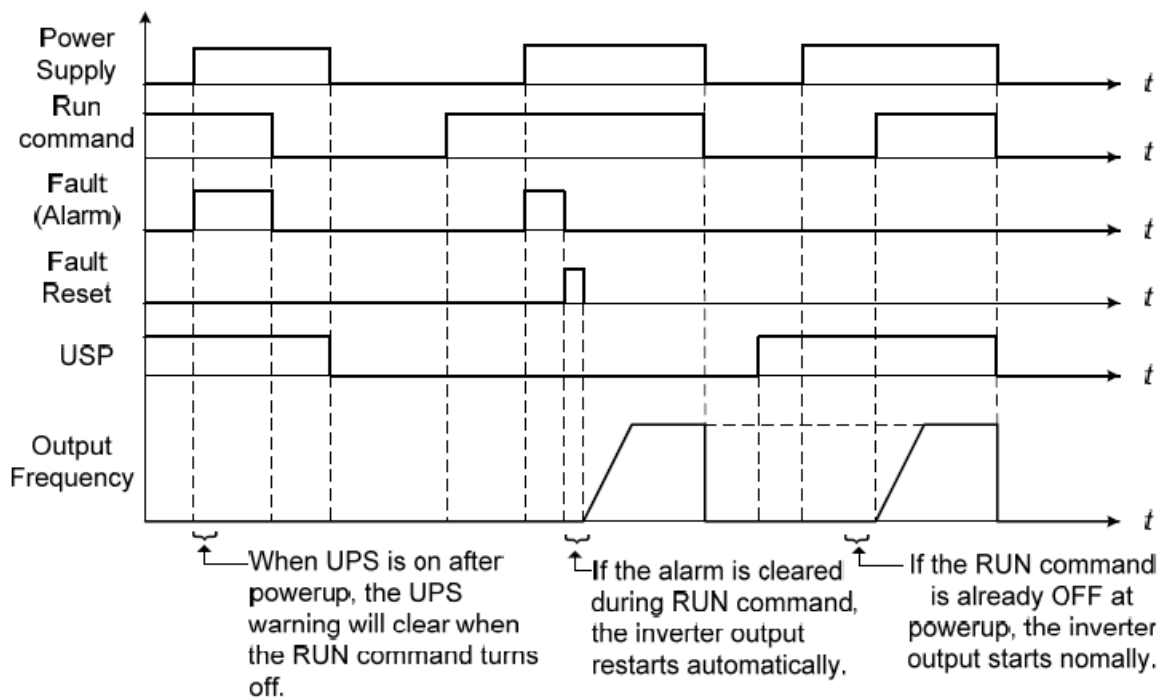 Power
Supply
t
Run
command
t
Fault
(Alarm)
t
Fault
Reset
t
USP
t
Output
Frequency
t
When UPS is on after
powerup, the UPS
warning will clear when
the RUN command turns
off.
If the alarm is cleared
during RUN command,
the inverter output
restarts automatically.
If the RUN command
is already OFF at
powerup, the inverter
output starts nomally.